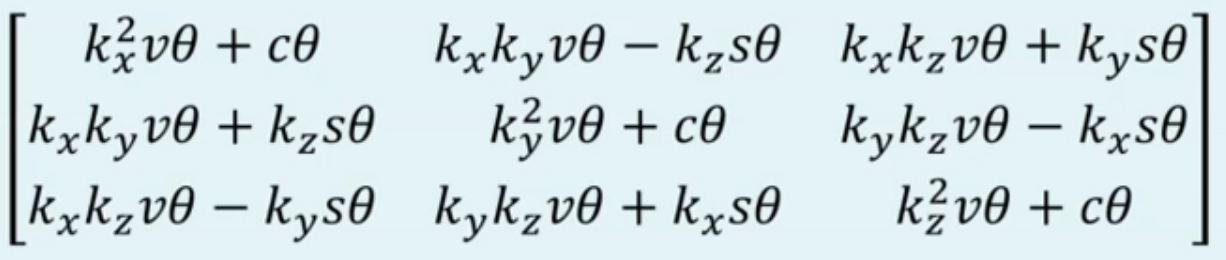 k_x^2vθ + cθ k_xk_yvθ − k_zsθ k_xk_zvθ + k_ysθ
k_xk_yvθ + k_zsθ k_y^2vθ + cθ k_yk_zvθ − k_xsθ
k_xk_zvθ − k_ysθ k_yk_zvθ + k_xsθ k_z^2vθ + cθ